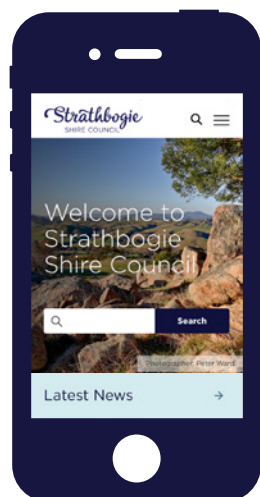 Strathbogie
SHIRE COUNCIL
Welcome to
Strathbogie
Shire Council
Search
Photographer: Peter Ward
Latest News